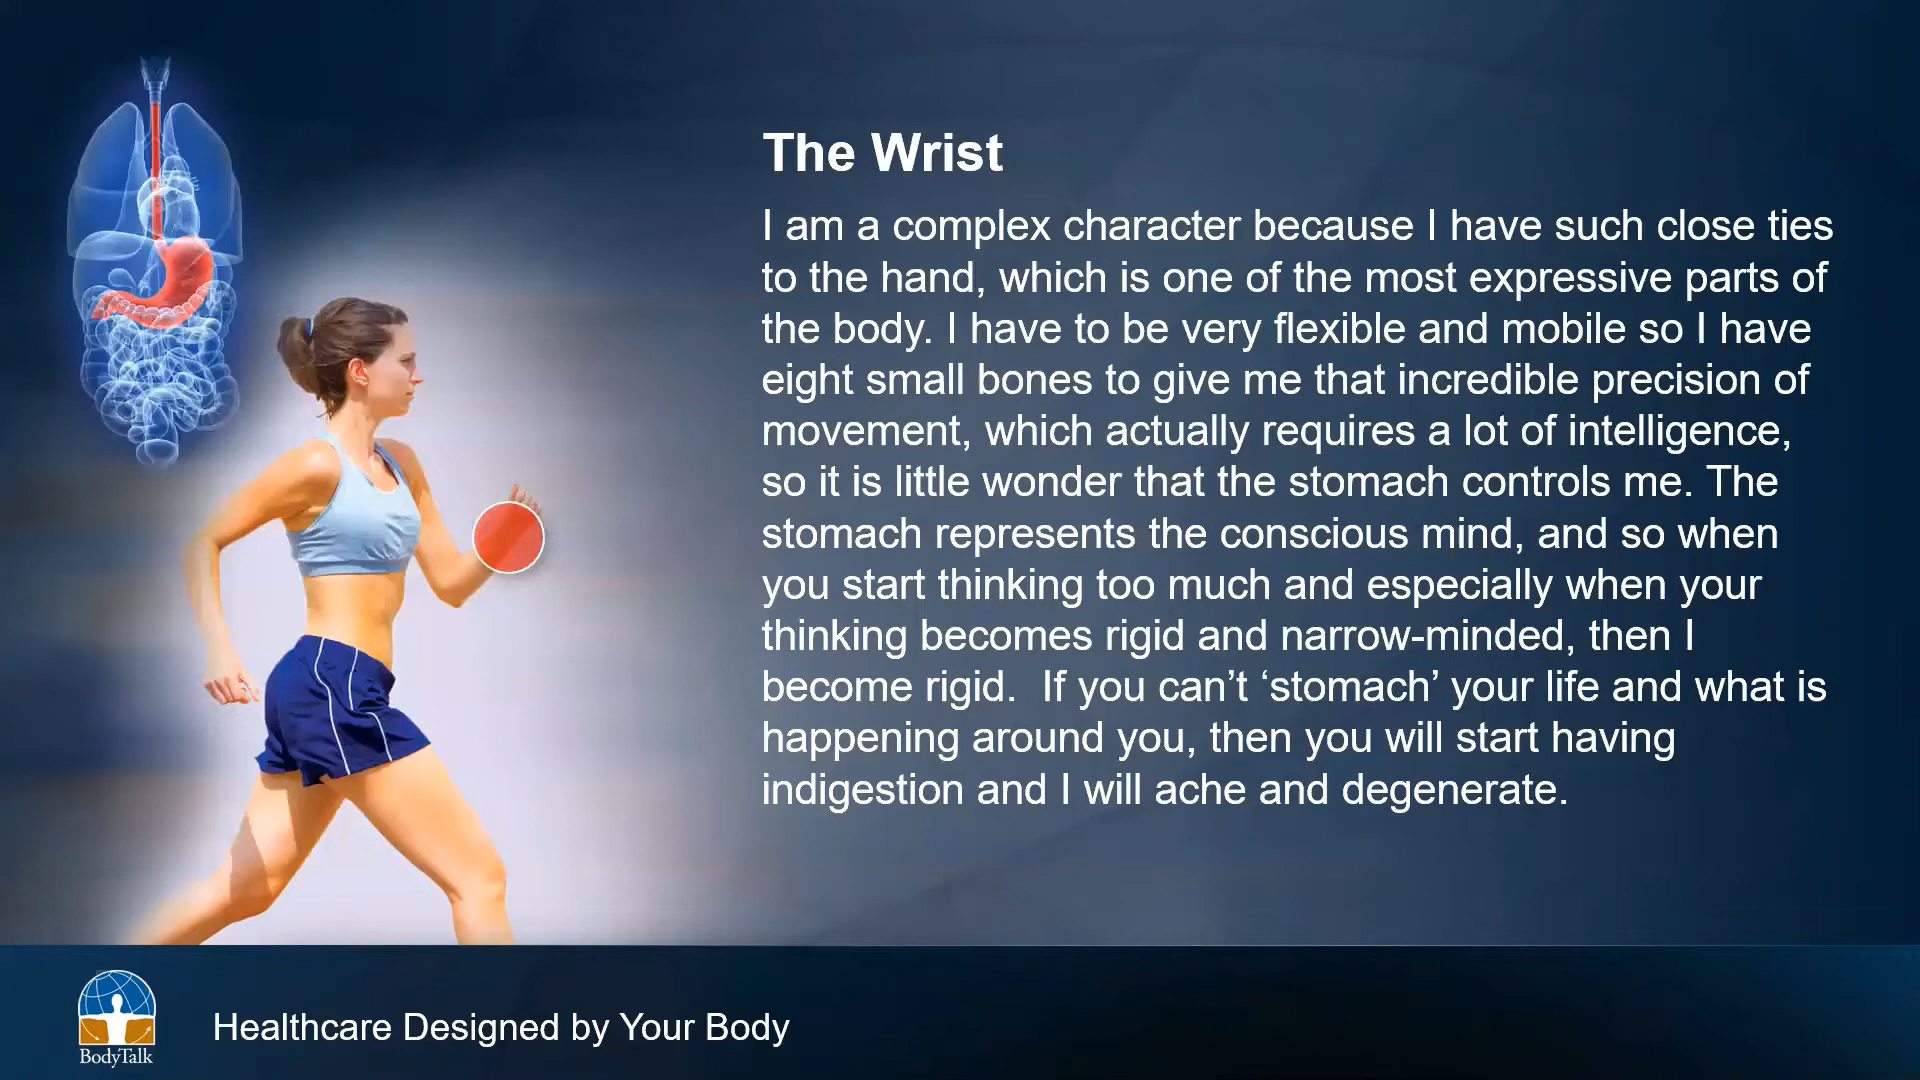 The Wrist
I am a complex character because I have such close ties
to the hand, which is one of the most expressive parts of
the body. I have to be very flexible and mobile so I have
eight small bones to give me that incredible precision of
movement, which actually requires a lot of intelligence,
so it is little wonder that the stomach controls me. The
stomach represents the conscious mind, and so when
you start thinking too much and especially when your
thinking becomes rigid and narrow-minded, then I
become rigid.  If you can’t ‘stomach’ your life and what is
happening around you, then you will start having
indigestion and I will ache and degenerate.
BodyTalk
Healthcare Designed by Your Body